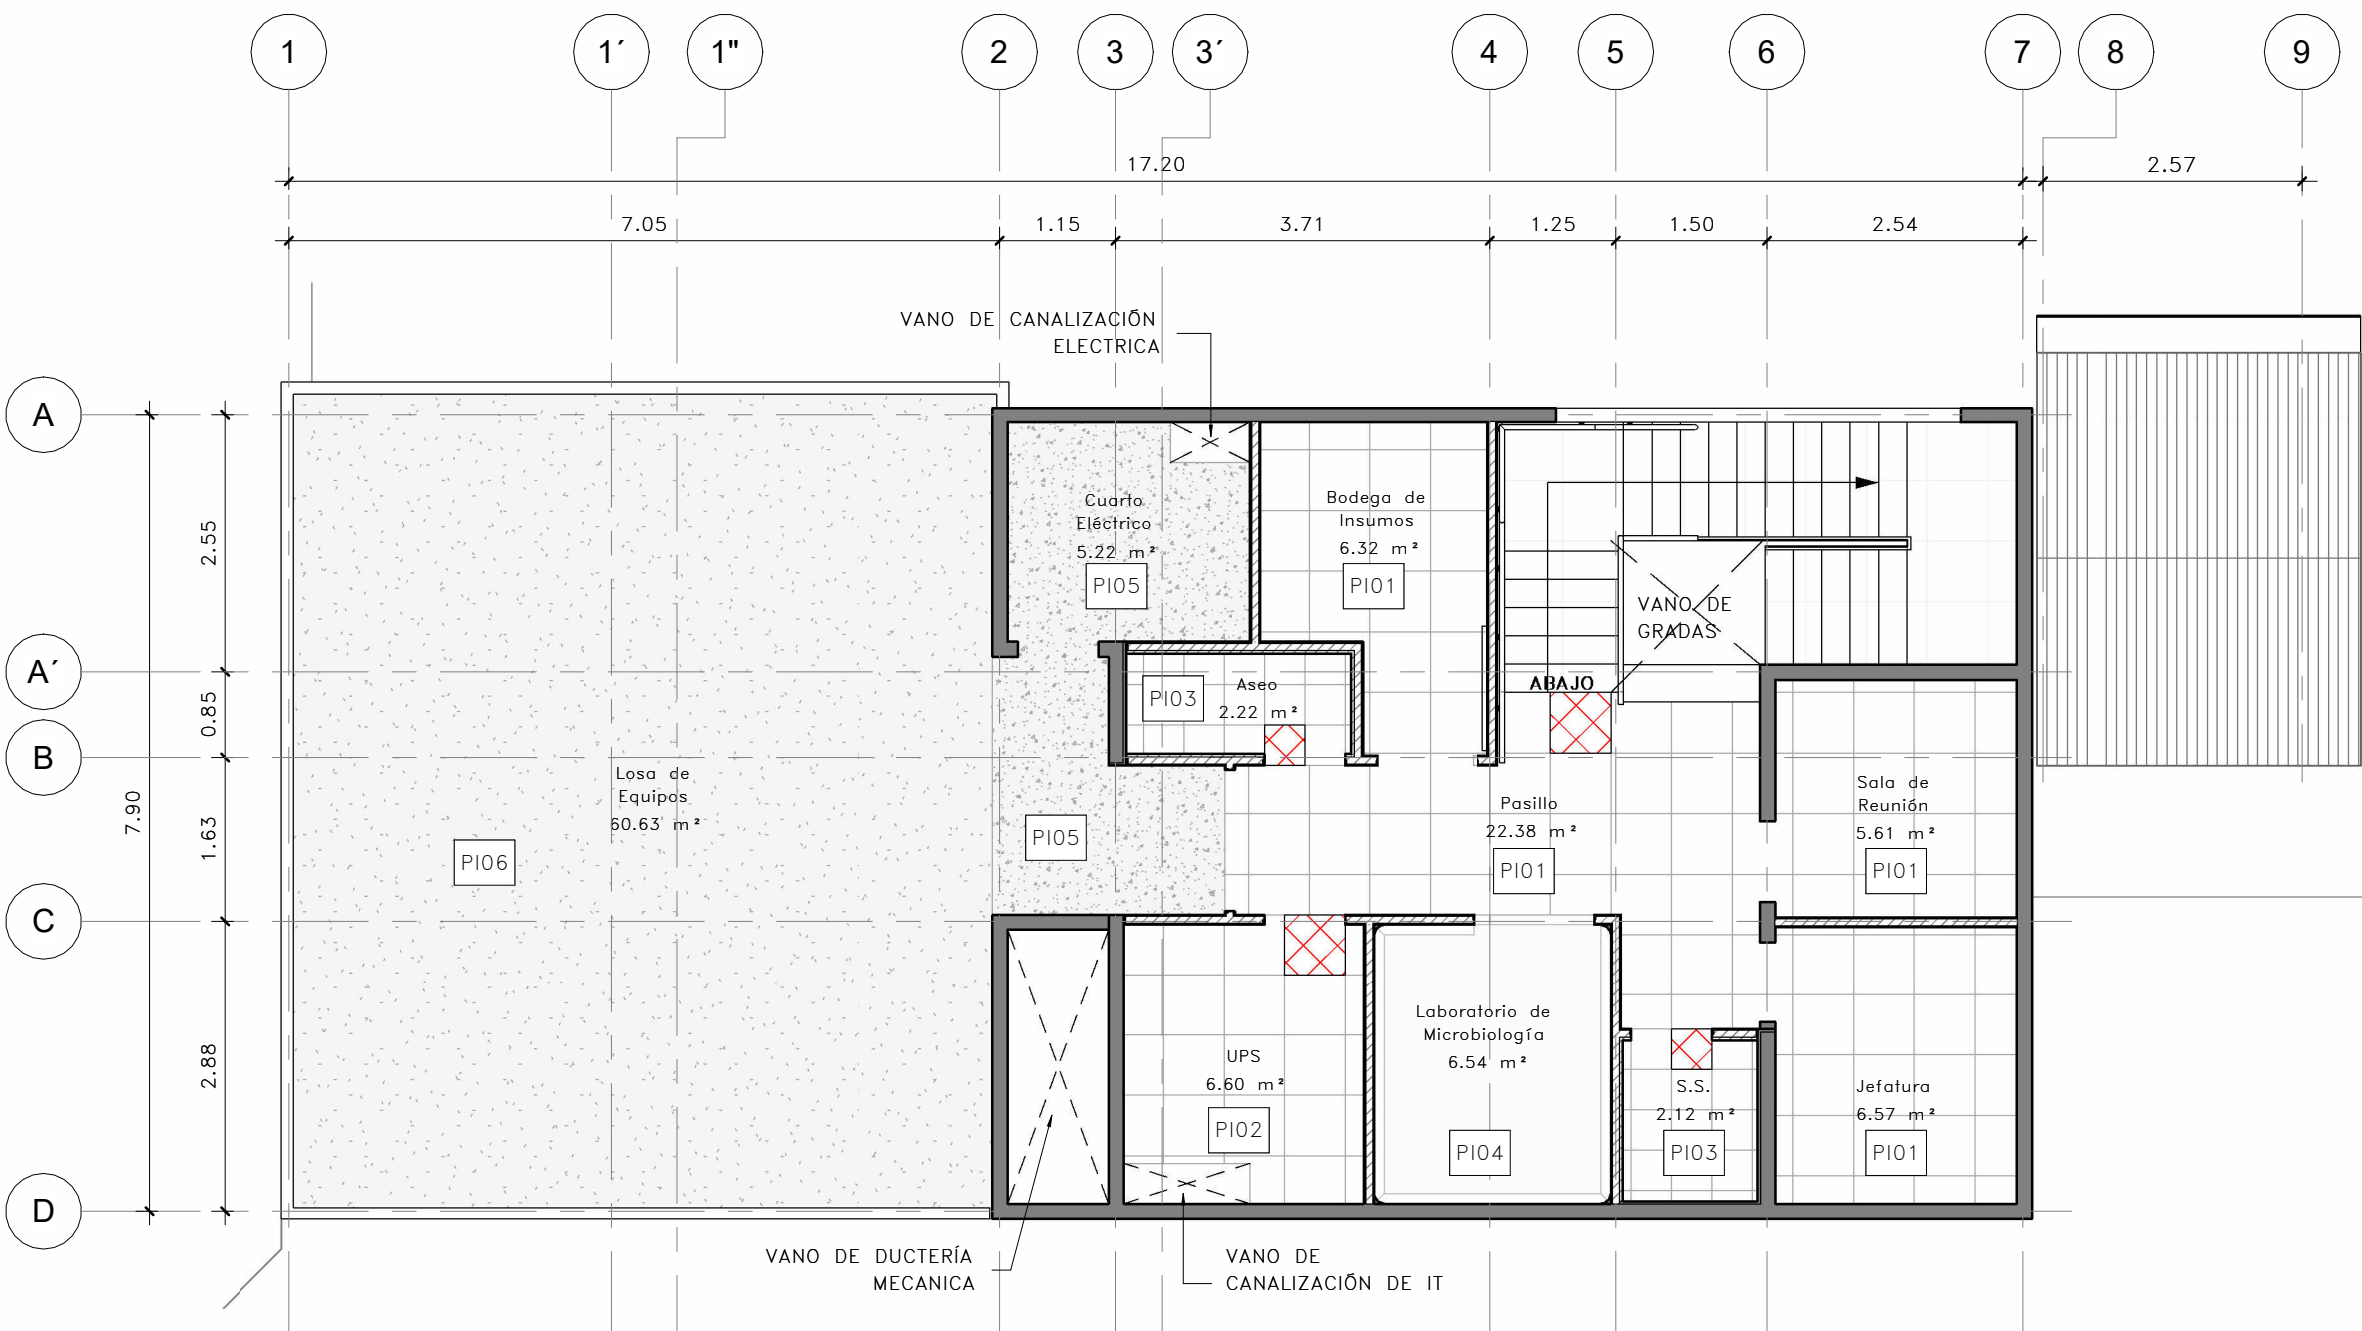 1
1´
1"
2
3
3´
4
5
6
7
8
9
17.20
2.57
7.05
1.15
3.71
1.25
1.50
2.54
VANO DE CANALIZACIÓN
ELECTRICA
A
A´
B
C
D
2.55
0.85
1.63
2.88
7.90
Cuarto
Eléctrico
5.22 m²
PI05
Bodega de
Insumos
6.32 m²
PI01
VANO DE
GRADAS
ABAJO
PI03
Aseo
2.22 m²
Losa de
Equipos
60.63 m²
PI06
PI05
Pasillo
22.38 m²
PI01
Sala de
Reunión
5.61 m²
PI01
UPS
6.60 m²
PI02
Laboratorio de
Microbiología
6.54 m²
PI04
S.S.
2.12 m²
PI03
Jefatura
6.57 m²
PI01
VANO DE DUCTERÍA
MECANICA
VANO DE
CANALIZACIÓN DE IT